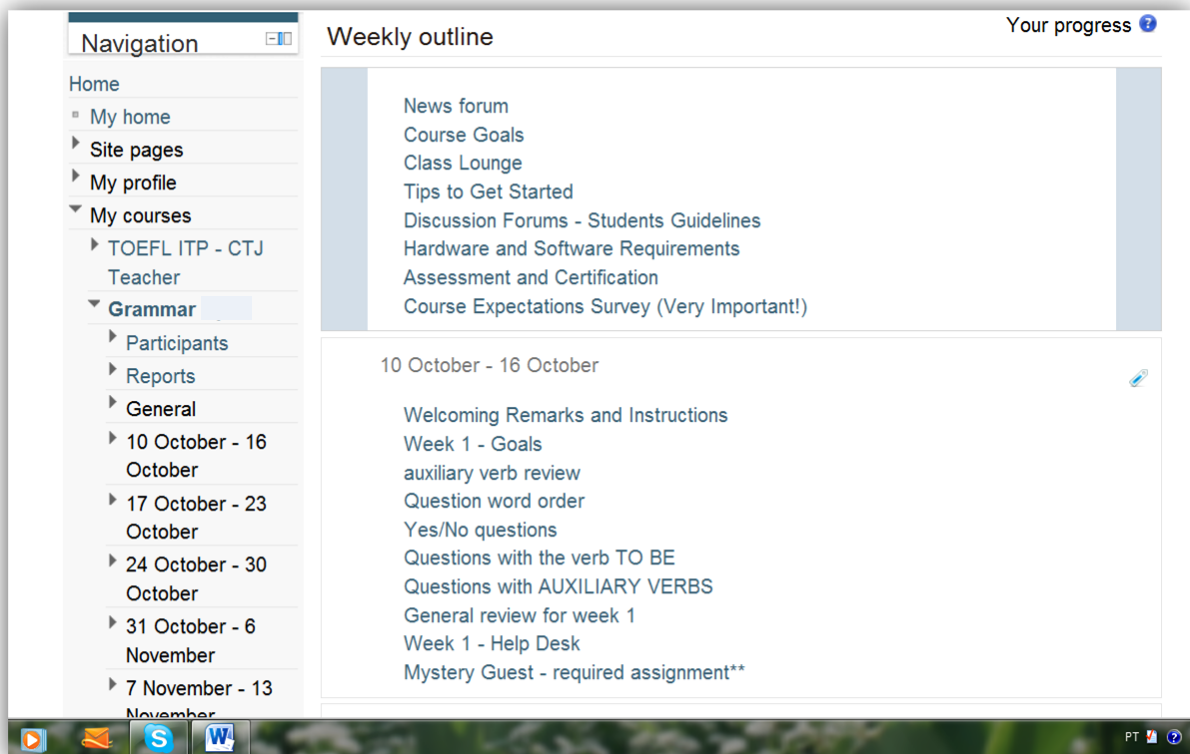 Navigation
Home
My home
Site pages
My profile
My courses
TOEFL ITP - CTJ
Teacher
Grammar
Participants
Reports
General
10 October - 16
October
17 October - 23
October
24 October - 30
October
31 October - 6
November
7 November - 13
November
Weekly outline
Your progress
News forum
Course Goals
Class Lounge
Tips to Get Started
Discussion Forums - Students Guidelines
Hardware and Software Requirements
Assessment and Certification
Course Expectations Survey (Very Important!)
10 October - 16 October
Welcoming Remarks and Instructions
Week 1 - Goals
auxiliary verb review
Question word order
Yes/No questions
Questions with the verb TO BE
Questions with AUXILIARY VERBS
General review for week 1
Week 1 - Help Desk
Mystery Guest - required assignment**
PT